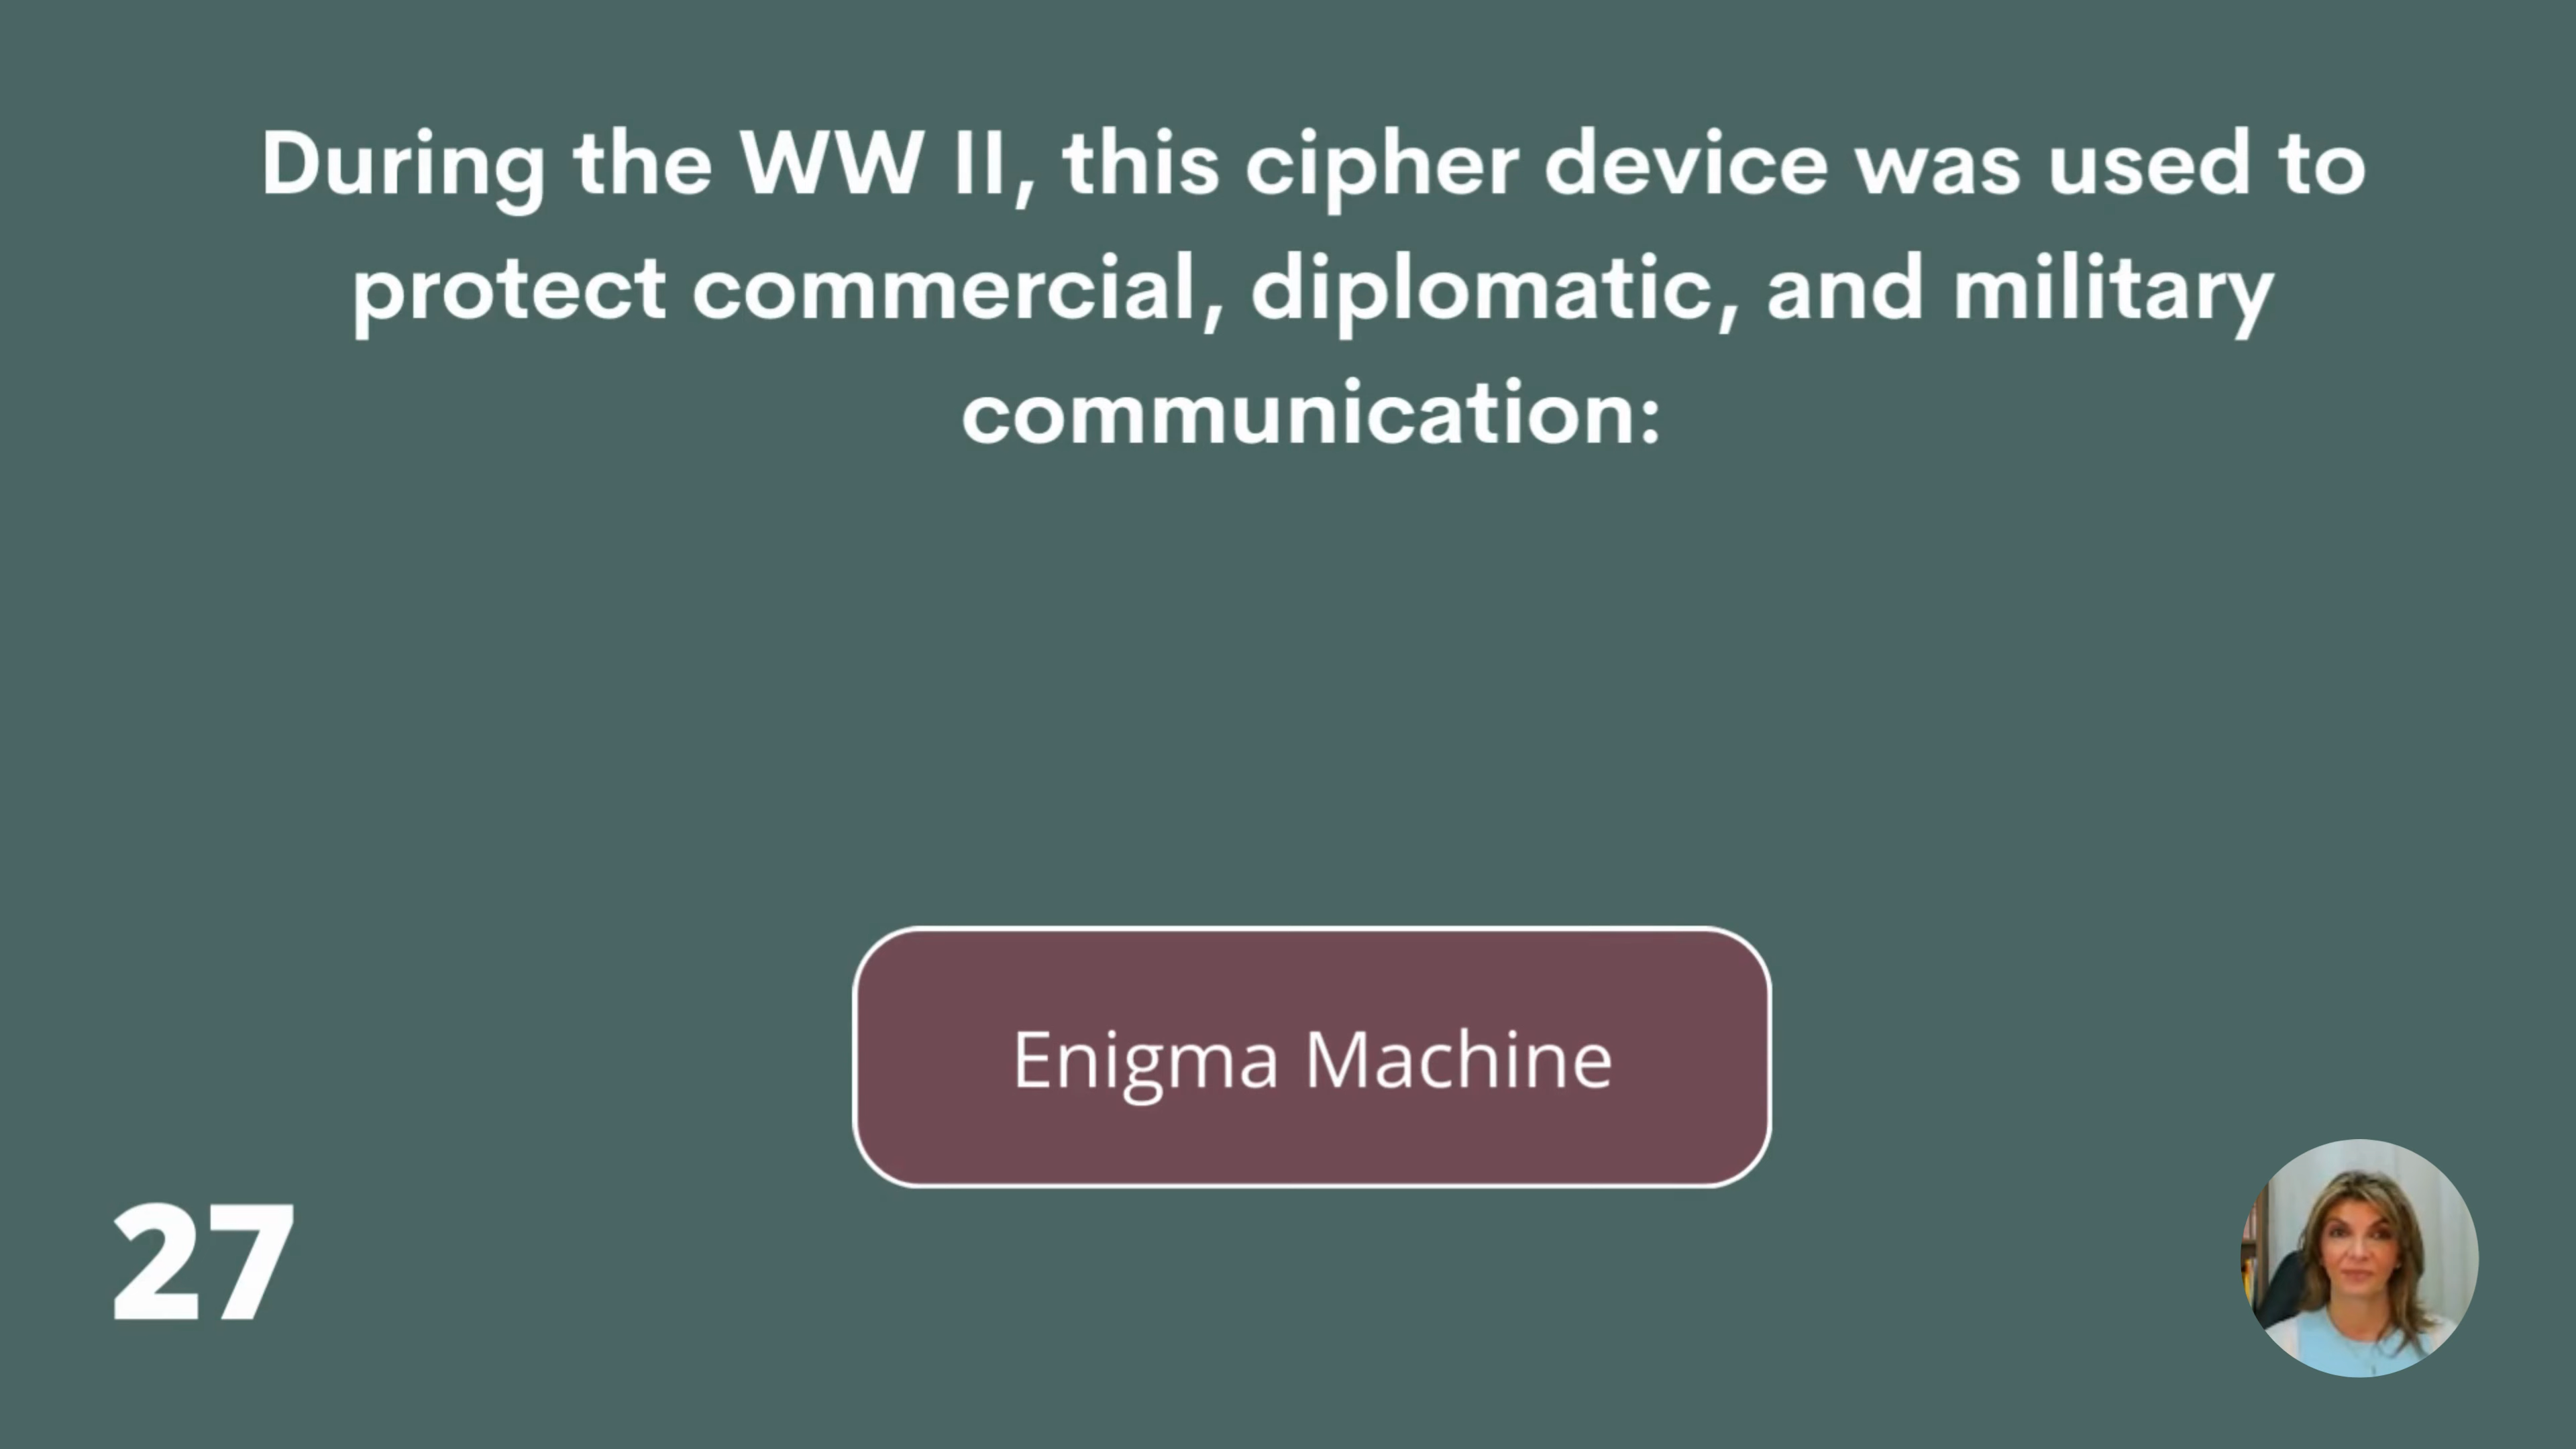 During the WW II, this cipher device was used to
protect commercial, diplomatic, and military
communication:
Enigma Machine
27